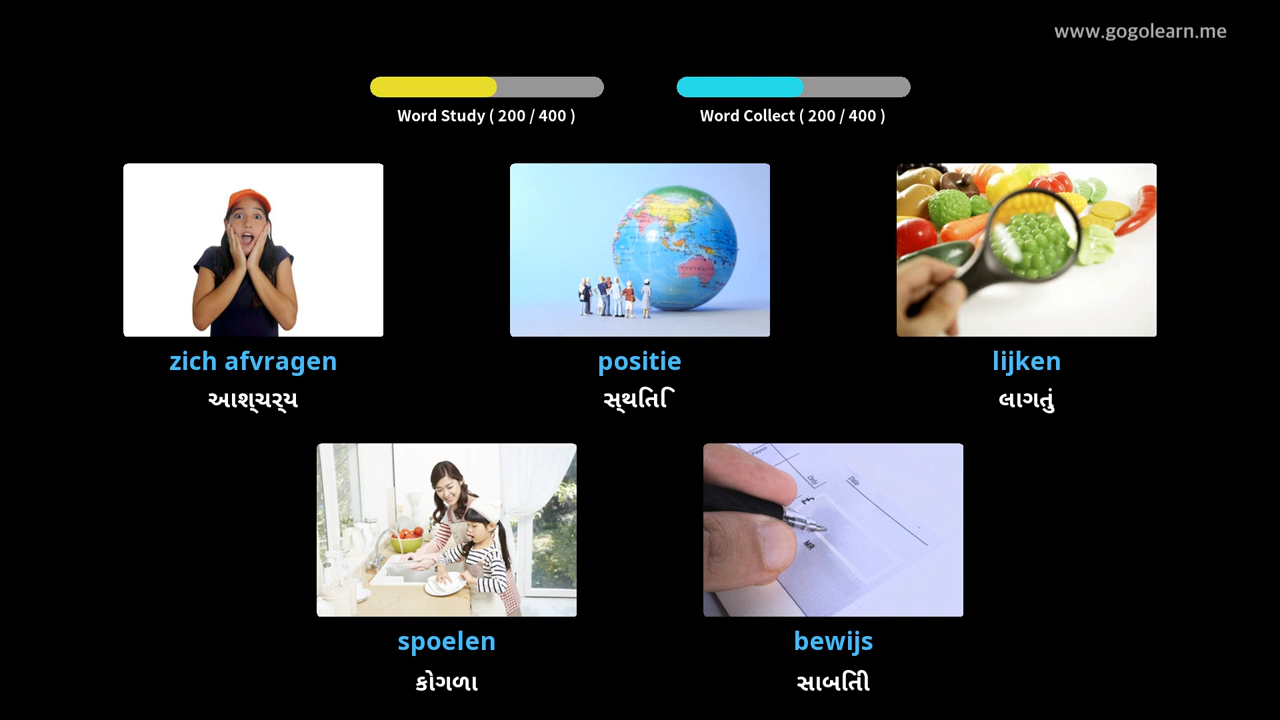 www.gogolearn.me
Word Study ( 200 / 400 )
Word Collect ( 200 / 400 )
zich afvragen
positie
lijken
આશ્ચર્ય
સ્થિતિ
લાગતું
spoelen
bewijs
કોગળા
સાબિતી